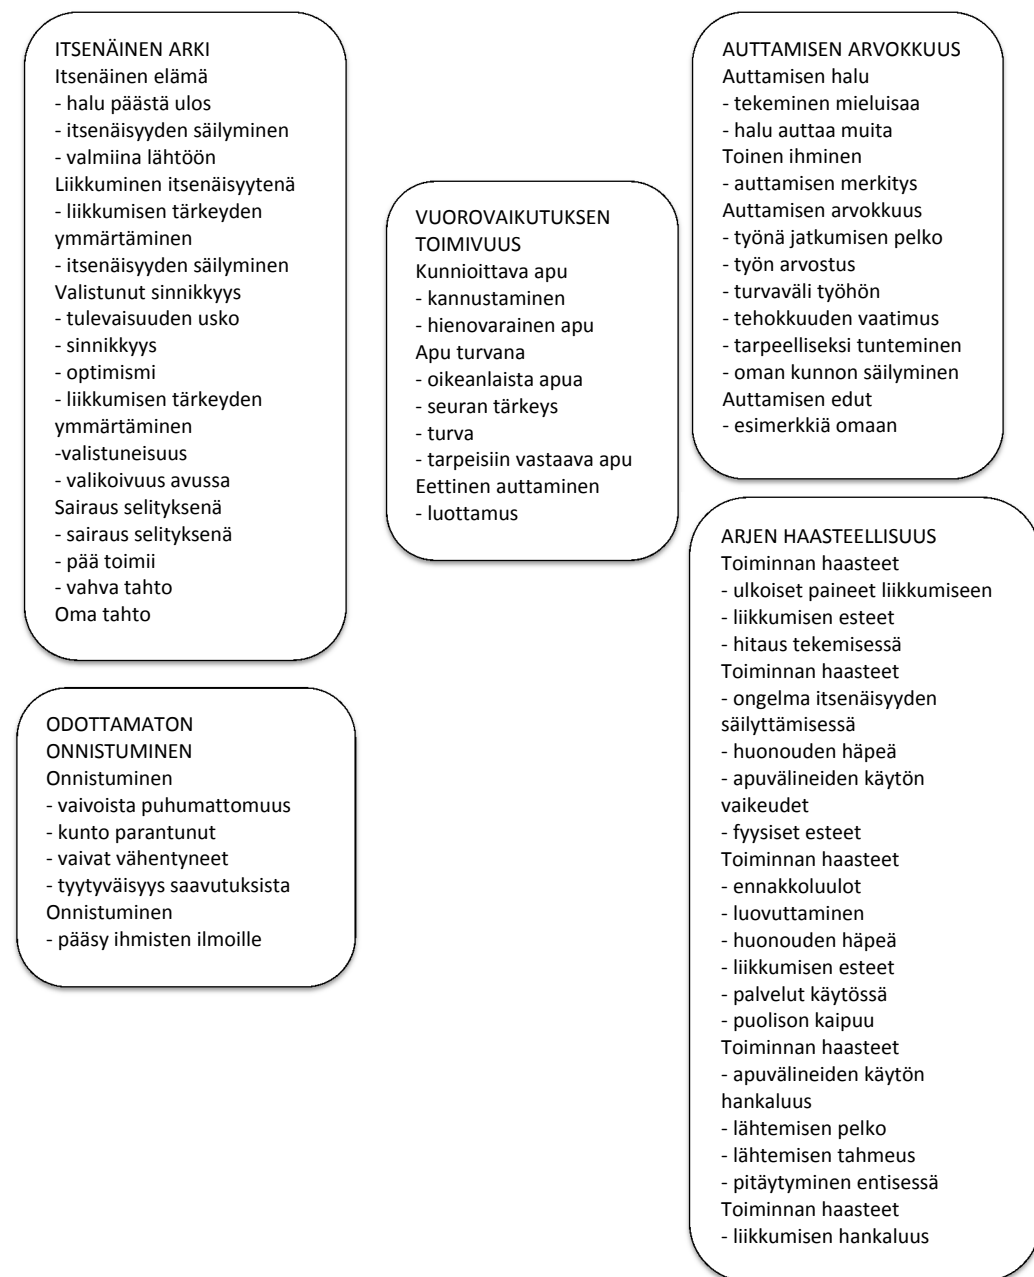 ITSENÄINEN ARKI
Itsenäinen elämä
- halu päästä ulos
- itsenäisyyden säilyminen
- valmiina lähtöön
Liikkuminen itsenäisyytenä
- liikkumisen tärkeyden
ymmärtäminen
- itsenäisyyden säilyminen
Valistunut sinnikkyys
- tulevaisuuden usko
- sinnikkyys
- optimismi
- liikkumisen tärkeyden
ymmärtäminen
-valistuneisuus
- valikoivuus avussa
Sairaus selityksenä
- sairaus selityksenä
- pää toimii
- vahva tahto
Oma tahto
ODOTTAMATON
ONNISTUMINEN
Onnistuminen
- vaivoista puhumattomuus
- kunto parantunut
- vaivat vähentyneet
- tyytyväisyys saavutuksista
Onnistuminen
- pääsy ihmisten ilmoille
VUOROVAIKUTUKSEN
TOIMIVUUS
Kunnioittava apu
- kannustaminen
- hienovarainen apu
Apu turvana
- oikeanlaista apua
- seuran tärkeys
- turva
- tarpeisiin vastaava apu
Eettinen auttaminen
- luottamus
AUTTAMISEN ARVOKKUUS
Auttamisen halu
- tekeminen mieluisaa
- halu auttaa muita
Toinen ihminen
- auttamisen merkitys
Auttamisen arvokkuus
- työnä jatkumisen pelko
- työn arvostus
- turvaväli työhön
- tehokkuuden vaatimus
- tarpeelliseksi tunteminen
- oman kunnon säilyminen
Auttamisen edut
- esimerkkiä omaan
ARJEN HAASTEELLISUUS
Toiminnan haasteet
- ulkoiset paineet liikkumiseen
- liikkumisen esteet
- hitaus tekemisessä
Toiminnan haasteet
- ongelma itsenäisyyden
säilyttämisessä
- huonouden häpeä
- apuvälineiden käytön
vaikeudet
- fyysiset esteet
Toiminnan haasteet
- ennakkoluulot
- luovuttaminen
- huonouden häpeä
- liikkumisen esteet
- palvelut käytössä
- puolison kaipuu
Toiminnan haasteet
- apuvälineiden käytön
hankaluus
- lähtemisen pelko
- lähtemisen tahmeus
- pitäytyminen entisessä
Toiminnan haasteet
- liikkumisen hankaluus